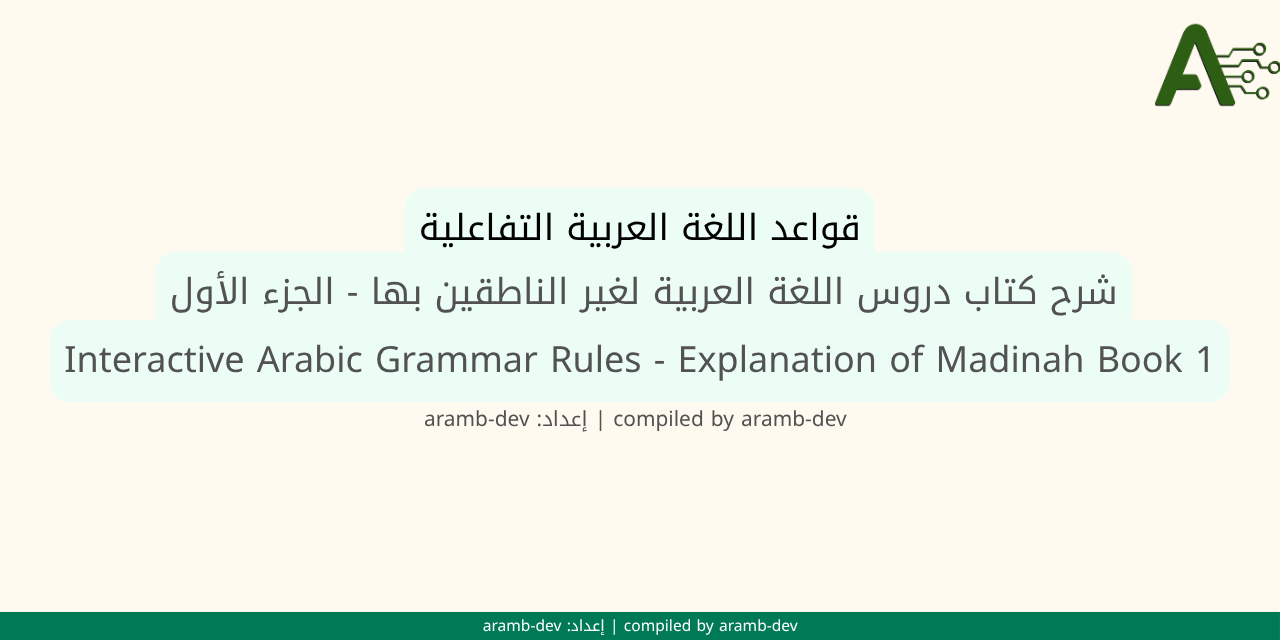 قواعد اللغة العربية التفاعلية
شرح كتاب دروس اللغة العربية لغير الناطقين بها - الجزء الأول
Interactive Arabic Grammar Rules - Explanation of Madinah Book 1
aramb-dev :إعداد | compiled by aramb-dev
aramb-dev :إعداد | compiled by aramb-dev